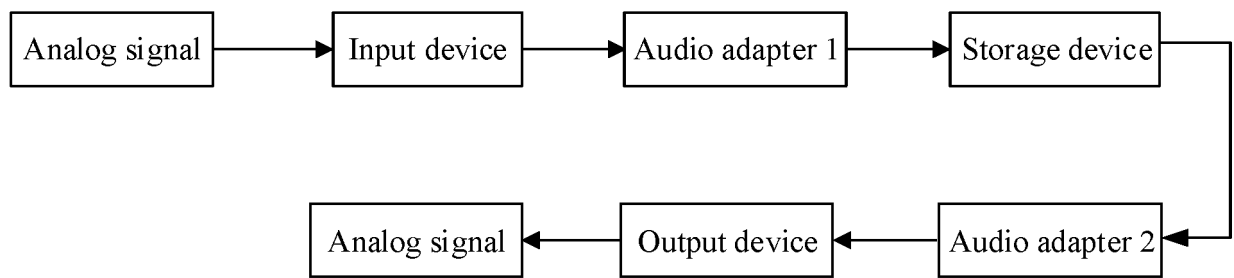 Analog signal
Input device
Audio adapter 1
Storage device
Analog signal
Output device
Audio adapter 2